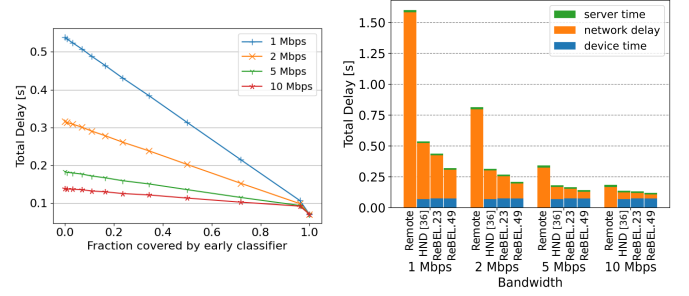 0.5
0.4
0.3
0.2
0.1
Total Delay [s]
1 Mbps
2 Mbps
5 Mbps
10 Mbps
0.0 0.2 0.4 0.6 0.8 1.0
Fraction covered by early classifier
1.50
1.25
1.00
0.75
0.50
0.25
0.00
Total Delay [s]
server time
network delay
device time
Remote HND [36] ReBEL.23 ReBEL.49 Remote HND [36] ReBEL.23 ReBEL.49 Remote HND [36] ReBEL.23 ReBEL.49 Remote HND [36] ReBEL.23 ReBEL.49
1 Mbps 2 Mbps 5 Mbps 10 Mbps
Bandwidth